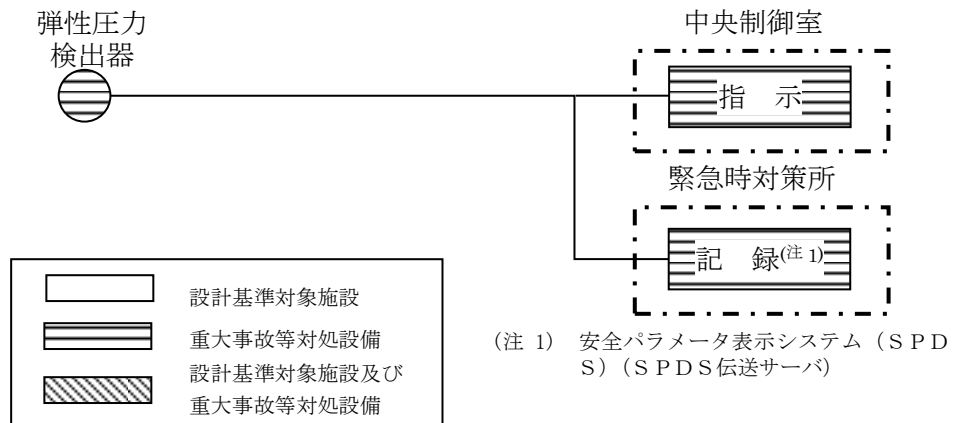 弾性圧力
検出器
中央制御室
指 示
緊急時対策所
記 録(注 1)
設計基準対象施設
重大事故等対処設備
設計基準対象施設及び
重大事故等対処設備
(注 1) 安全パラメータ表示システム(SPD
S)(SPDS伝送サーバ)